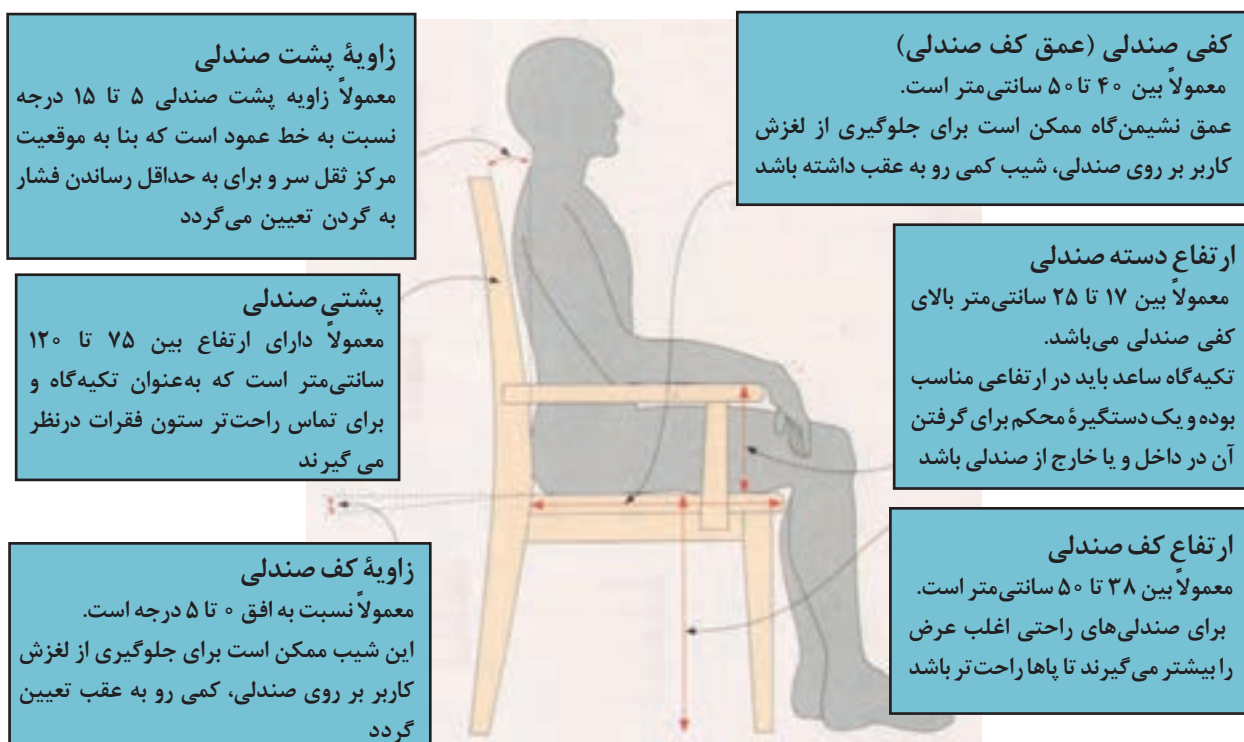 کفی صندلی (عمق کف صندلی)
معمولاً بین ۴۰ تا ۵۰ سانتی‌متر است.
عمق نشیمن‌گاه ممکن است برای جلوگیری از لغزش
کاربر بر روی صندلی، شیب کمی رو به عقب داشته باشد
زاویهٔ پشت صندلی
معمولاً زاویه پشت صندلی ۵ تا ۱۵ درجه
نسبت به خط عمود است که بنا به موقعیت
مرکز ثقل سر و برای به حداقل رساندن فشار
به گردن تعیین می‌گردد
ارتفاع دسته صندلی
معمولاً بین ۱۷ تا ۲۵ سانتی‌متر بالای
کفی صندلی می‌باشد.
تکیه‌گاه ساعد باید در ارتفاعی مناسب
بوده و یک دستگیرهٔ محکم برای گرفتن
آن در داخل و یا خارج از صندلی باشد
پشتی صندلی
معمولاً دارای ارتفاع بین ۷۵ تا ۱۲۰
سانتی‌متر است که به‌عنوان تکیه‌گاه و
برای تماس راحت‌تر ستون فقرات درنظر
می گیرند
ارتفاع کف صندلی
معمولاً بین ۳۸ تا ۵۰ سانتی‌متر است.
برای صندلی‌های راحتی اغلب عرض
را بیشتر می‌گیرند تا پاها راحت‌تر باشد
زاویهٔ کف صندلی
معمولاً نسبت به افق ۰ تا ۵ درجه است.
این شیب ممکن است برای جلوگیری از لغزش
کاربر بر روی صندلی، کمی رو به عقب تعیین
گردد